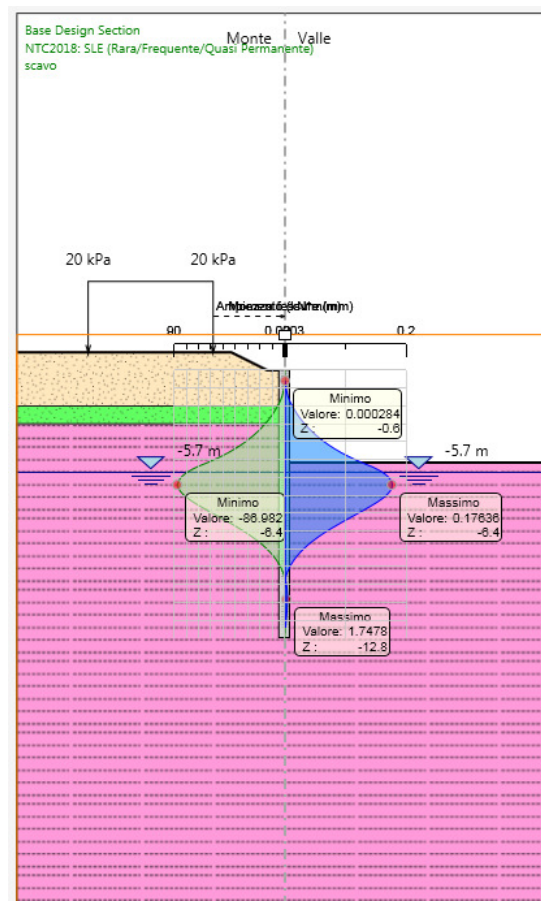 Base Design Section
NTC2018: SLE (Rara/Frequente/Quasi Permanente)
scavo
Monte
Valle
20 kPa
20 kPa
90
0.2
Minimo
Valore: 0.000284
Z : -0.6
-5.7 m
-5.7 m
Minimo
Valore: -86.982
Z : -6.4
Massimo
Valore: 0.17636
Z : -6.4
Massimo
Valore: 1.7478
Z : -12.8